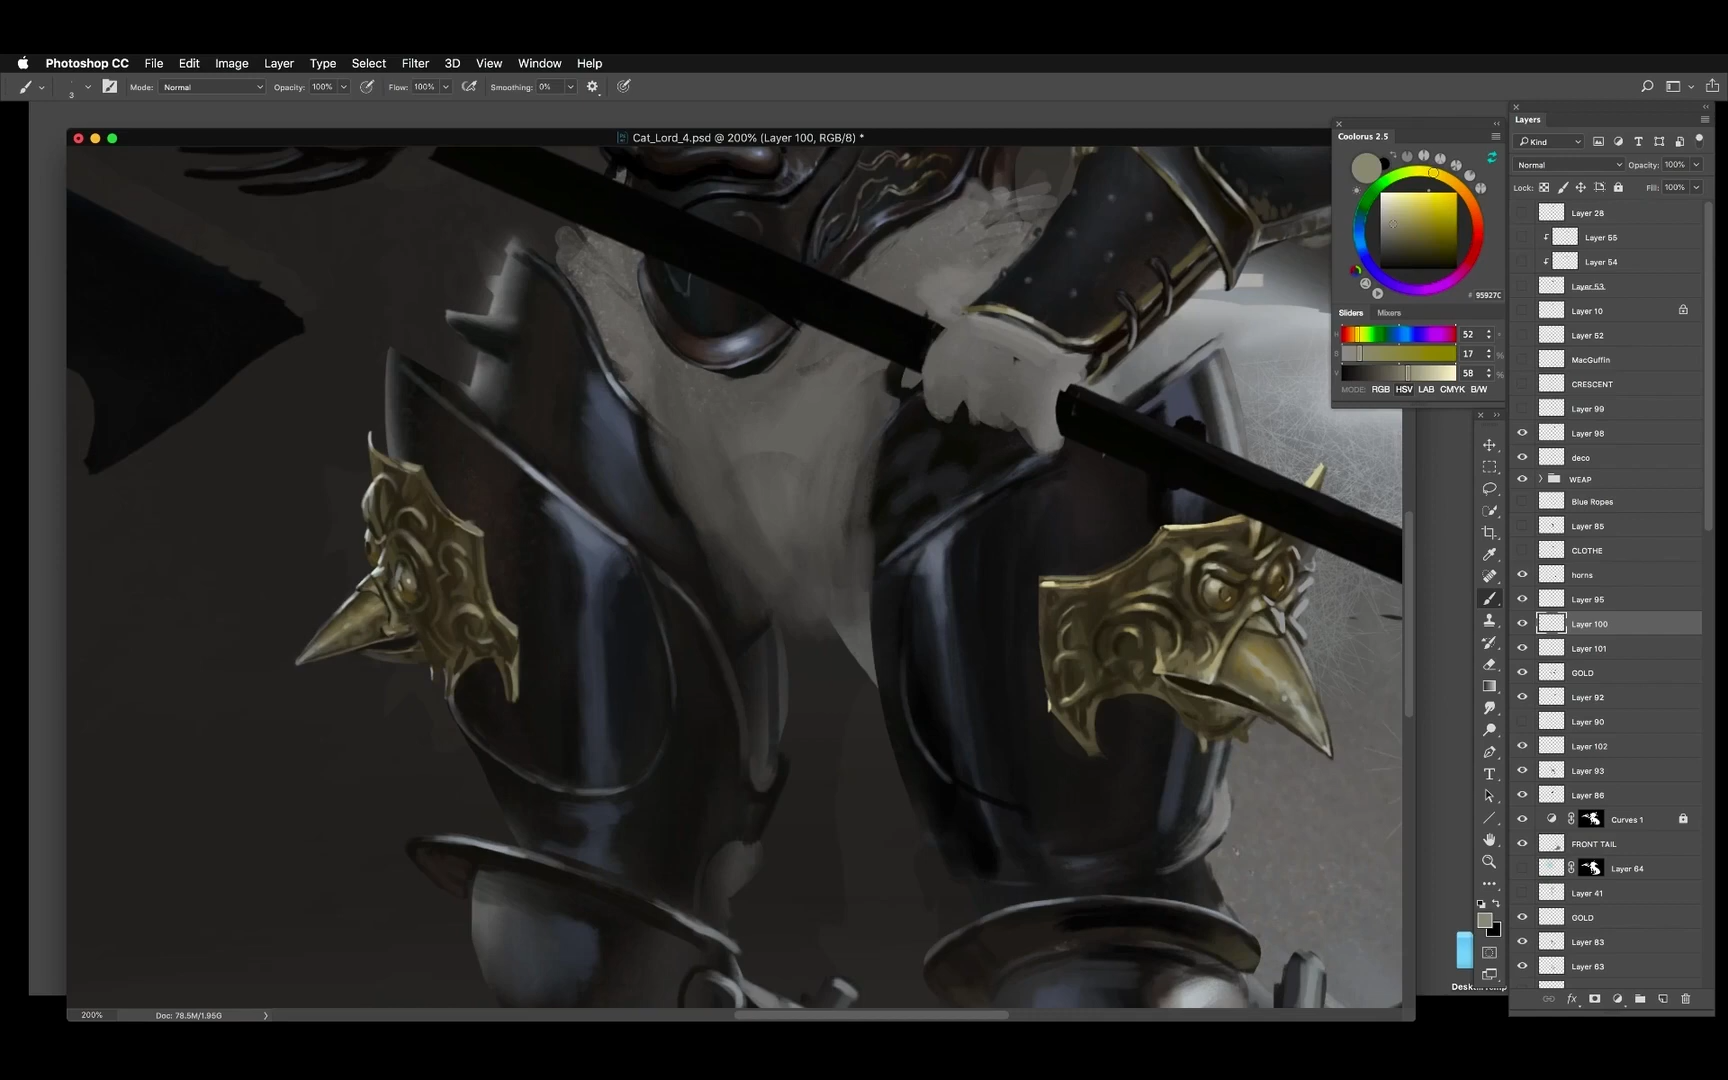 Photoshop CC File Edit Image Layer Type Select Filter 3D View Window Help
3 Mode: Normal Opacity: 100% Flow: 100% Smoothing: 0%
Cat_Lord_4.psd @ 200% (Layer 100, RGB/8) *
Coolorus 2.5
# 95927C
Sliders Mixers
H 52 °
S 17 %
V 58 %
MODE: RGB HSV LAB CMYK B/W
Layers
Kind
Normal Opacity: 100%
Lock: Fill: 100%
Layer 28
Layer 55
Layer 54
Layer 53
Layer 10
Layer 52
MacGuffin
CRESCENT
Layer 99
Layer 98
deco
WEAP
Blue Ropes
Layer 85
CLOTHE
horns
Layer 95
Layer 100
Layer 101
GOLD
Layer 92
Layer 90
Layer 102
Layer 93
Layer 86
Curves 1
FRONT TAIL
Layer 64
Layer 41
GOLD
Layer 83
Layer 63
200% Doc: 78.5M/1.95G